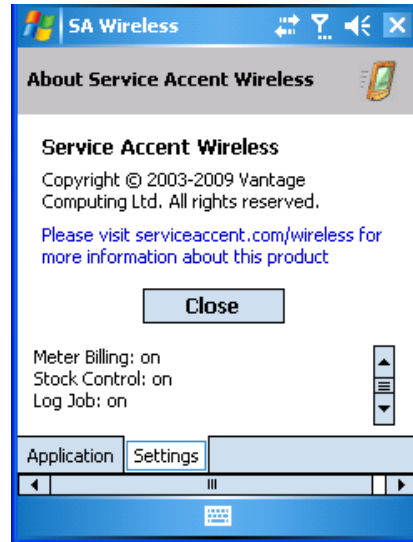 SA Wireless
About Service Accent Wireless
Service Accent Wireless
Copyright © 2003-2009 Vantage
Computing Ltd. All rights reserved.
Please visit serviceaccent.com/wireless for
more information about this product
Close
Meter Billing: on
Stock Control: on
Log Job: on
Application Settings